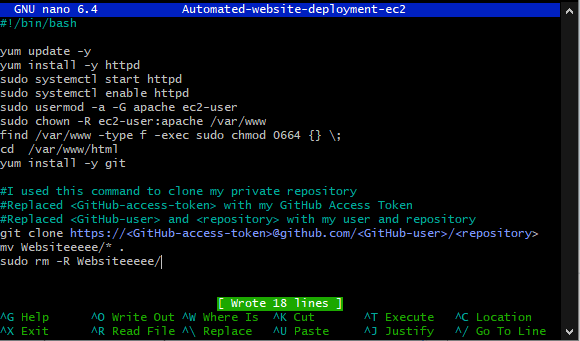 GNU nano 6.4 Automated-website-deployment-ec2
#!/bin/bash
yum update -y
yum install -y httpd
sudo systemctl start httpd
sudo systemctl enable httpd
sudo usermod -a -G apache ec2-user
sudo chown -R ec2-user:apache /var/www
find /var/www -type f -exec sudo chmod 0664 {} \;
cd  /var/www/html
yum install -y git
#I used this command to clone my private repository
#Replaced <GitHub-access-token> with my GitHub Access Token
#Replaced <GitHub-user> and <repository> with my user and repository
git clone https://<GitHub-access-token>@github.com/<GitHub-user>/<repository>
mv Websiteeeee/* .
sudo rm -R Websiteeeee/
[ Wrote 18 lines ]
^G Help ^O Write Out ^W Where Is ^K Cut ^T Execute ^C Location
^X Exit ^R Read File ^\ Replace ^U Paste ^J Justify ^/ Go To Line